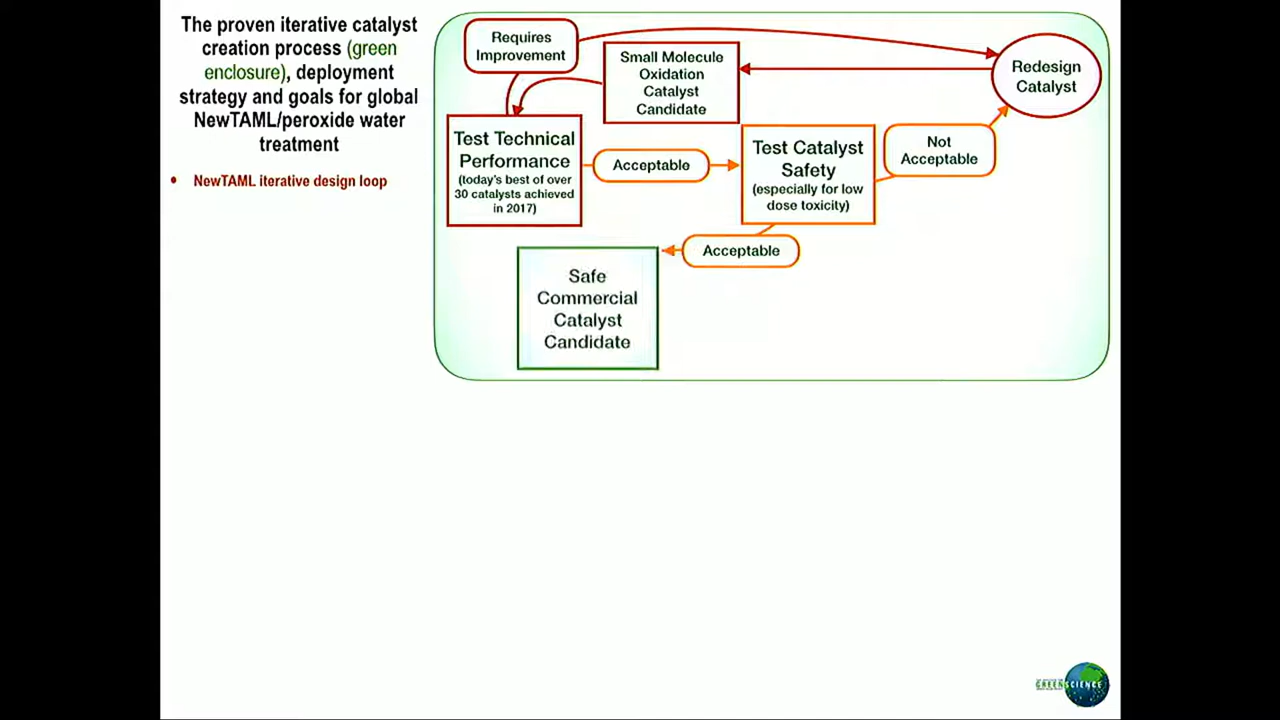 The proven iterative catalyst
creation process (green
enclosure), deployment
strategy and goals for global
NewTAML/peroxide water
treatment
• NewTAML iterative design loop
Requires
Improvement
Small Molecule
Oxidation
Catalyst
Candidate
Redesign
Catalyst
Test Technical
Performance
(today's best of over
30 catalysts achieved
in 2017)
Acceptable
Test Catalyst
Safety
(especially for low
dose toxicity)
Not
Acceptable
Acceptable
Safe
Commercial
Catalyst
Candidate
GREENSCIENCE